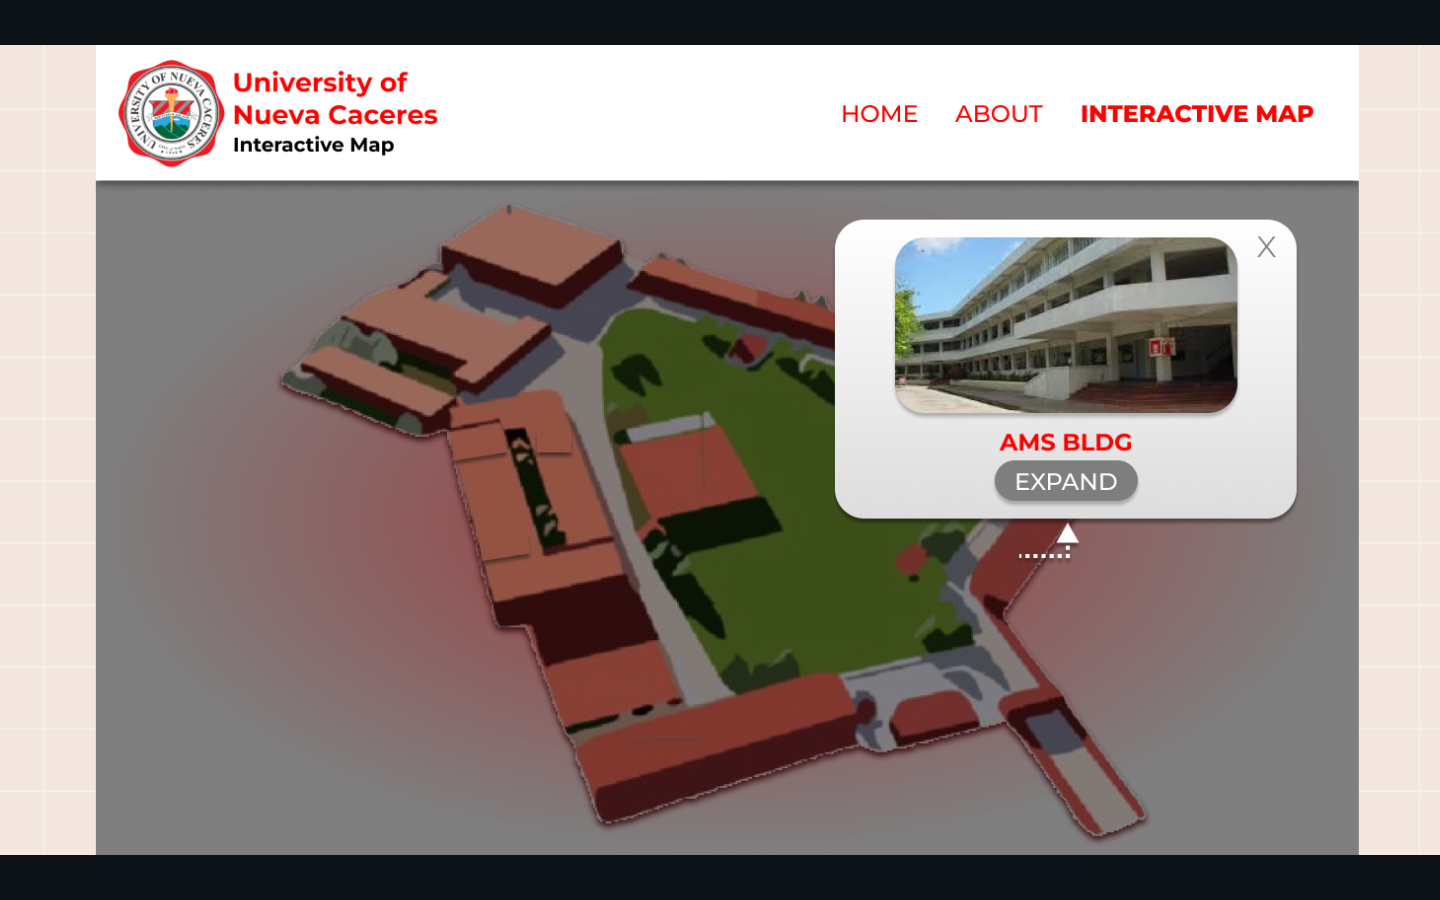 UNIVERSITY OF NUEVA CACERES
University of
Nueva Caceres
Interactive Map
HOME
ABOUT
INTERACTIVE MAP
X
AMS BLDG
EXPAND